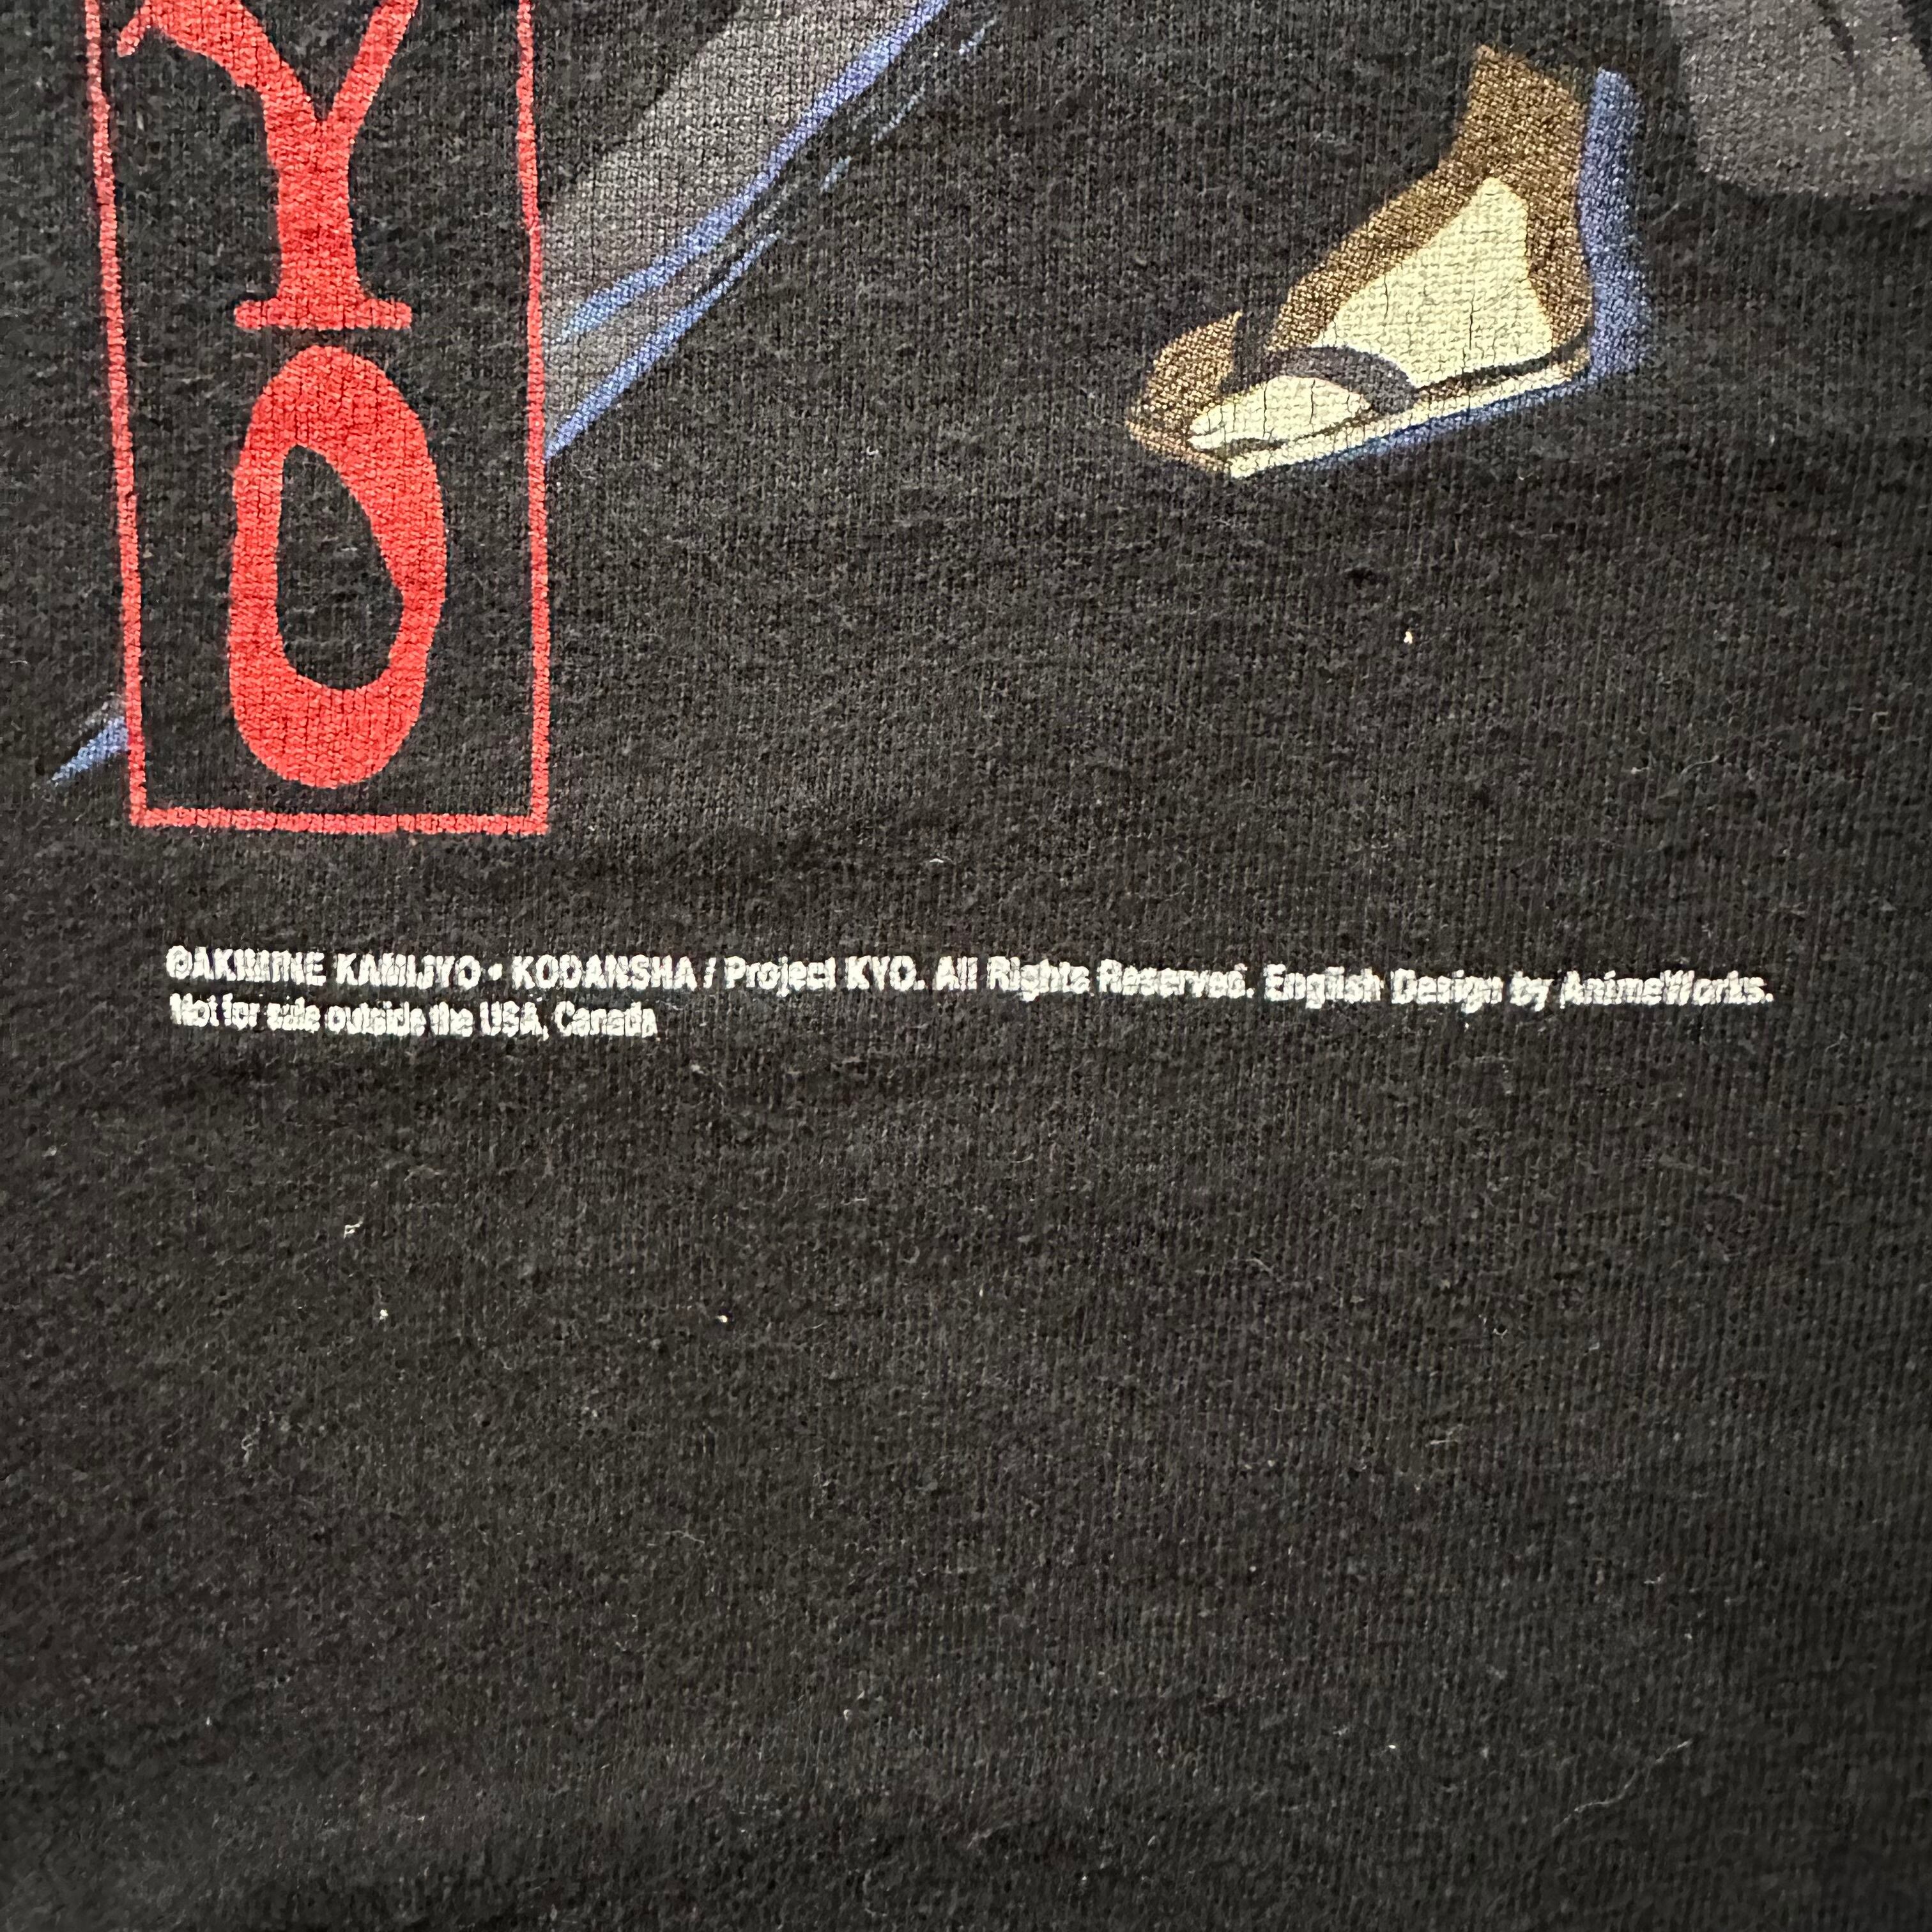 YO
©AKIMINE KAMIJYO • KODANSHA / Project KYO. All Rights Reserved. English Design by AnimeWorks.
Not for sale outside the USA, Canada